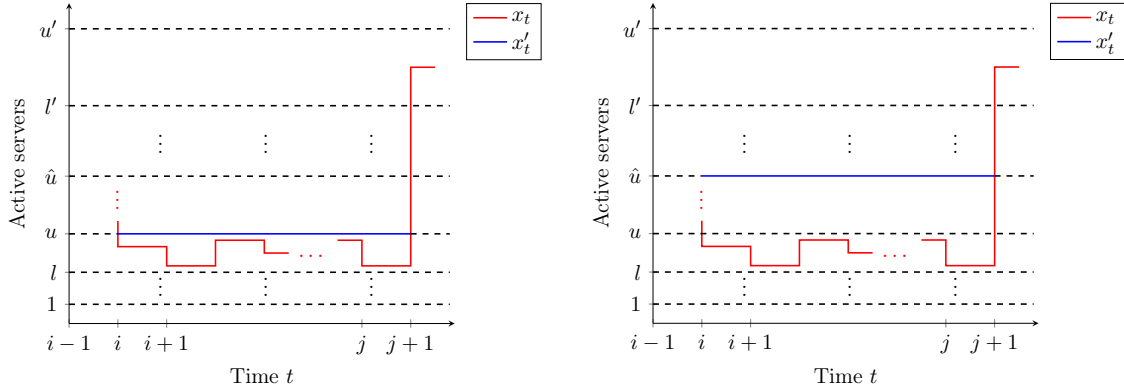 u′
l′
û
u
l
1
Active servers
i − 1
i
i + 1
j
j + 1
Time t
x_t
x′_t
u′
l′
û
u
l
1
Active servers
i − 1
i
i + 1
j
j + 1
Time t
x_t
x′_t